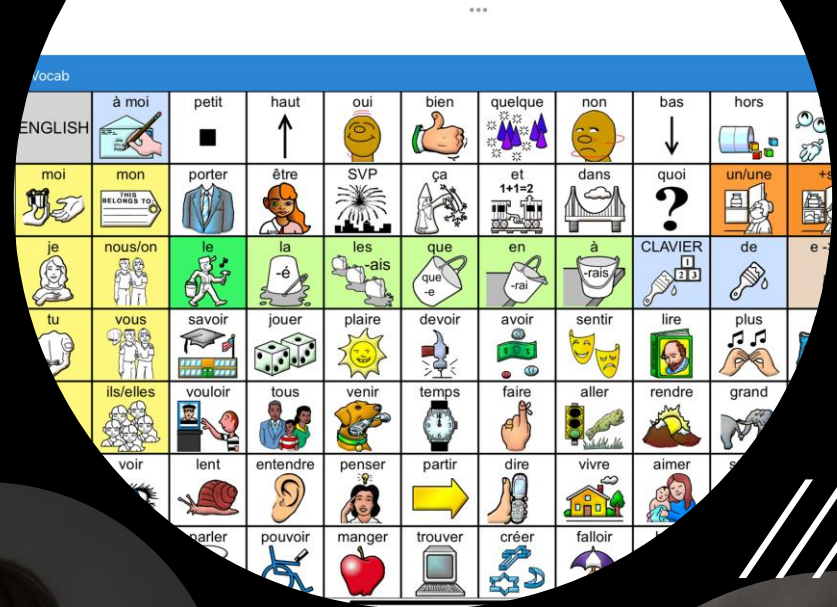 Vocab
à moi petit haut oui bien quelque non bas hors
ENGLISH
moi mon porter être SVP ça et dans quoi un/une
THIS BELONGS TO 1+1=2 ?
je nous/on le la les que en à CLAVIER de
-é -ais que -e -rai -rais 1 2 3
tu vous savoir jouer plaire devoir avoir sentir lire plus
ils/elles vouloir tous venir temps faire aller rendre grand
voir lent entendre penser partir dire vivre aimer
parler pouvoir manger trouver créer falloir